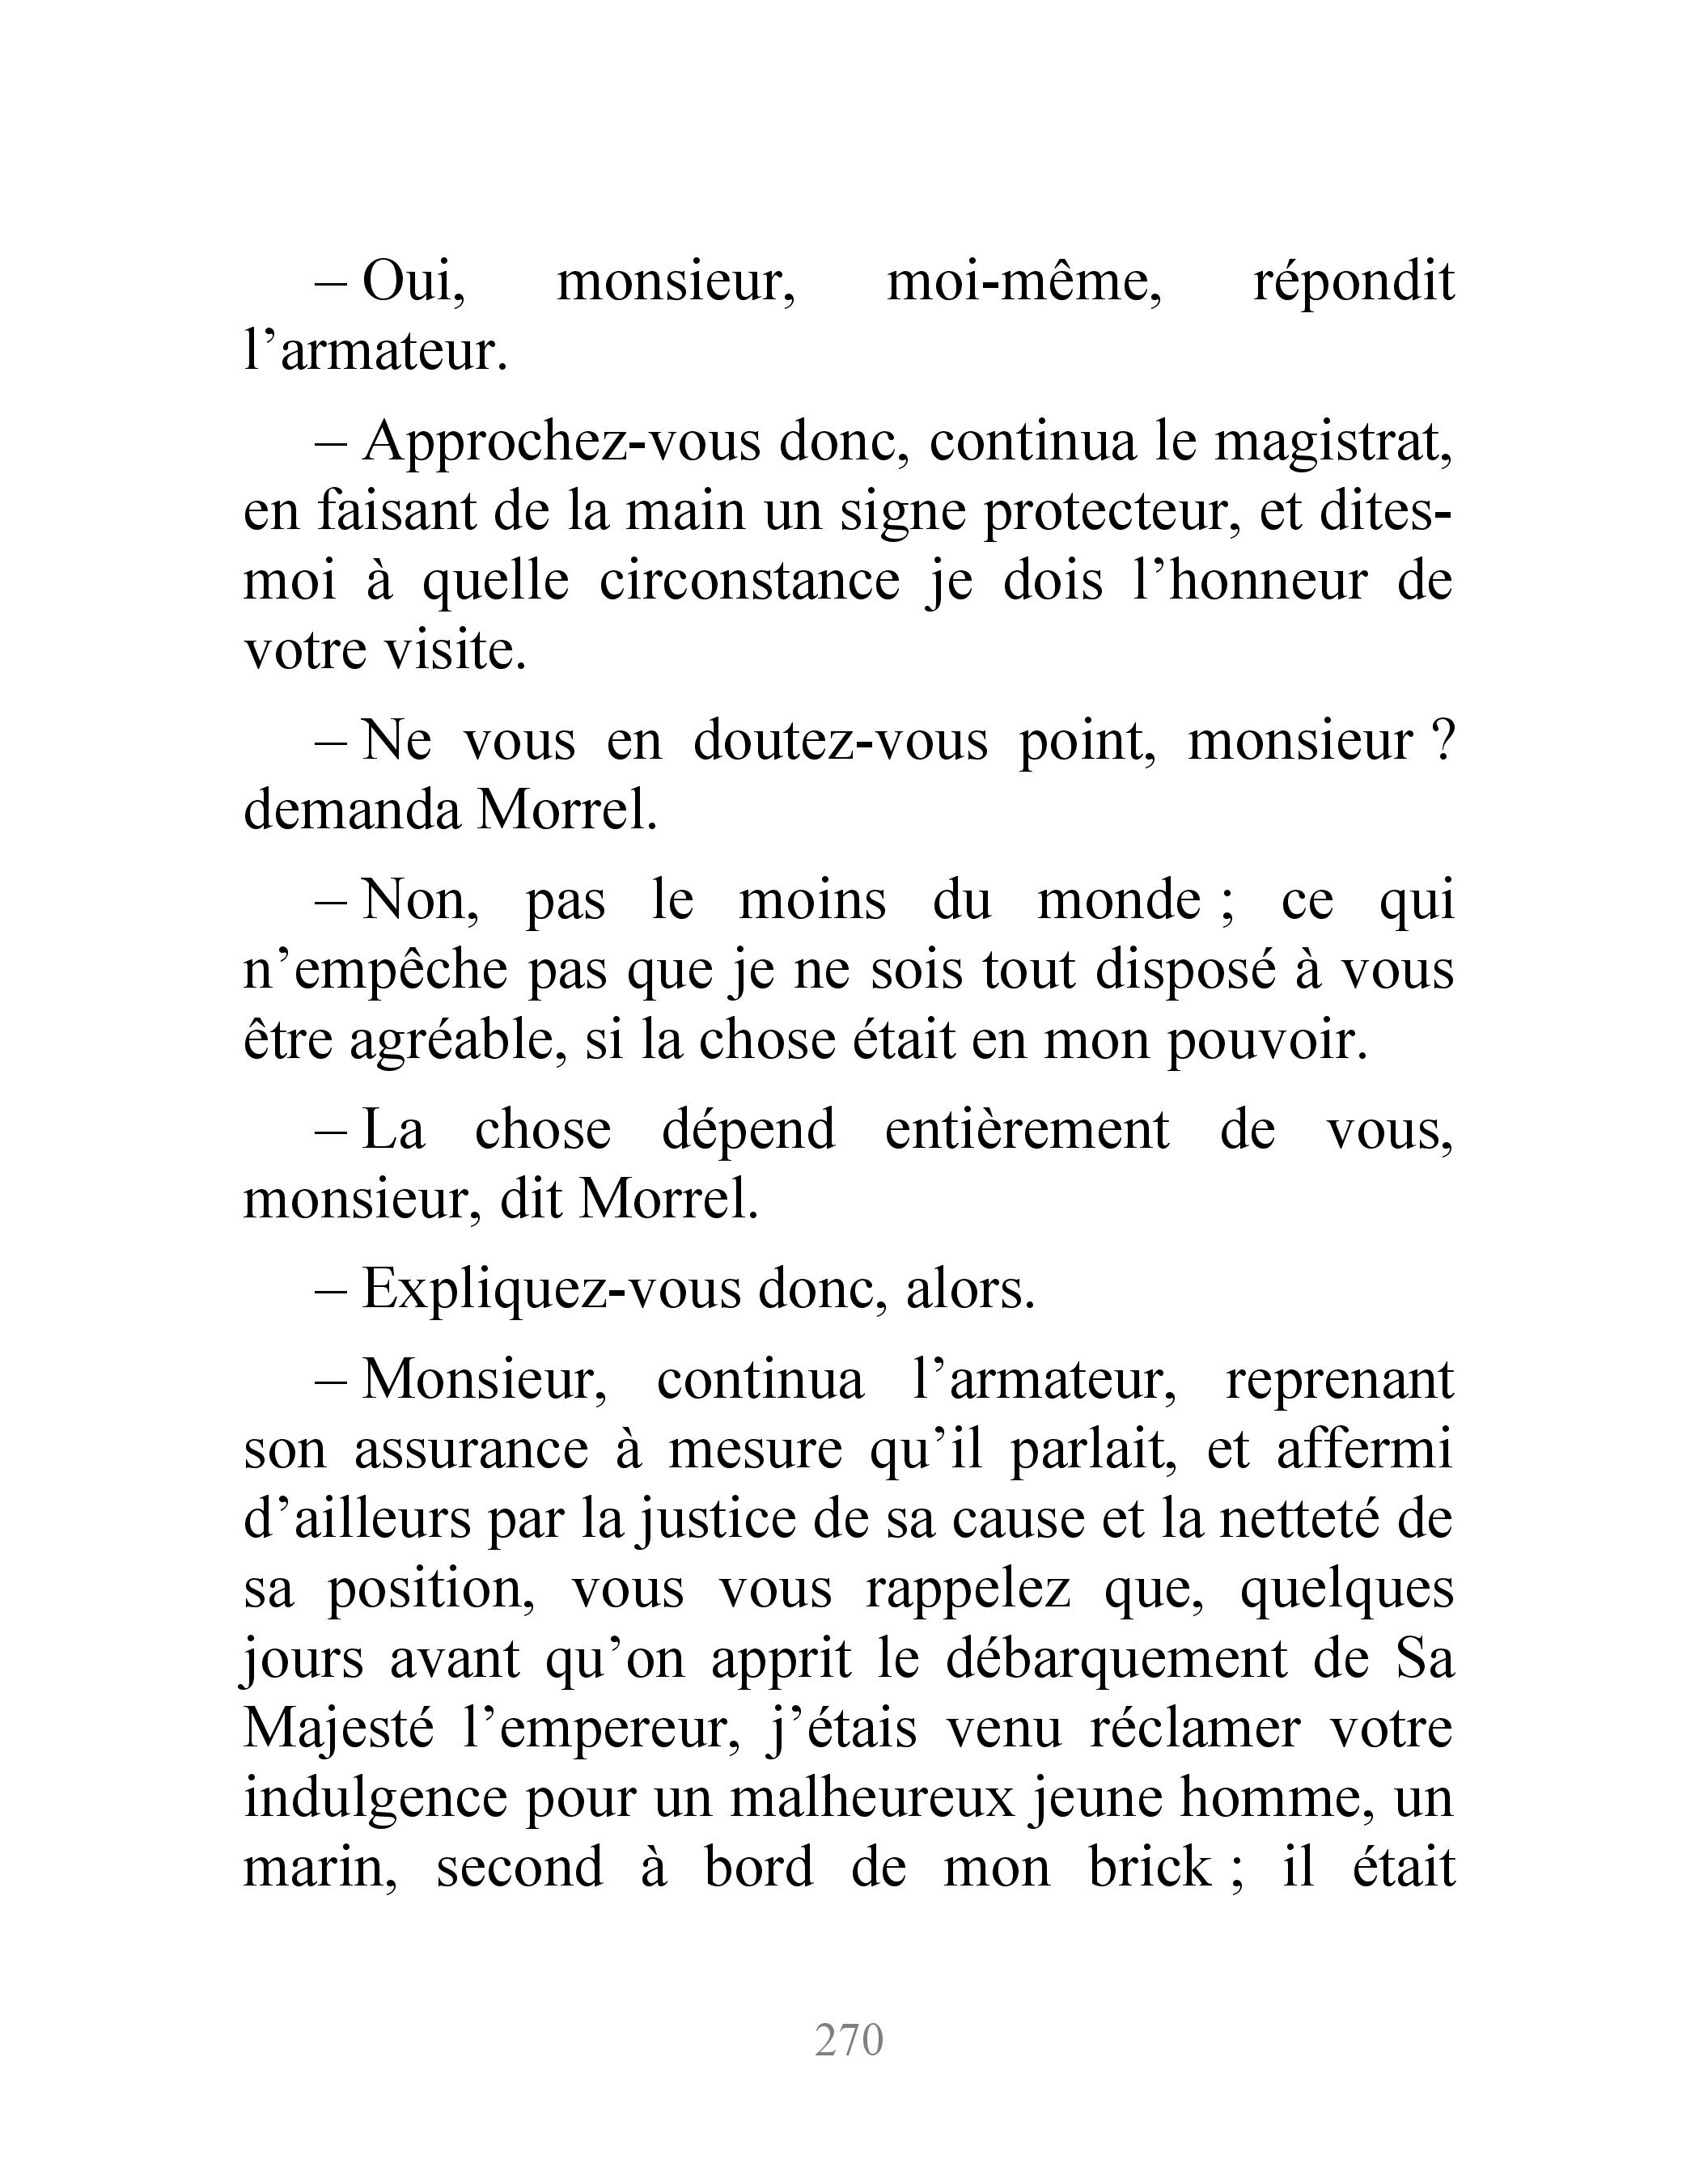 – Oui, monsieur, moi-même, répondit
l’armateur.
– Approchez-vous donc, continua le magistrat,
en faisant de la main un signe protecteur, et dites-
moi à quelle circonstance je dois l’honneur de
votre visite.
– Ne vous en doutez-vous point, monsieur ?
demanda Morrel.
– Non, pas le moins du monde ; ce qui
n’empêche pas que je ne sois tout disposé à vous
être agréable, si la chose était en mon pouvoir.
– La chose dépend entièrement de vous,
monsieur, dit Morrel.
– Expliquez-vous donc, alors.
– Monsieur, continua l’armateur, reprenant
son assurance à mesure qu’il parlait, et affermi
d’ailleurs par la justice de sa cause et la netteté de
sa position, vous vous rappelez que, quelques
jours avant qu’on apprit le débarquement de Sa
Majesté l’empereur, j’étais venu réclamer votre
indulgence pour un malheureux jeune homme, un
marin, second à bord de mon brick ; il était
270